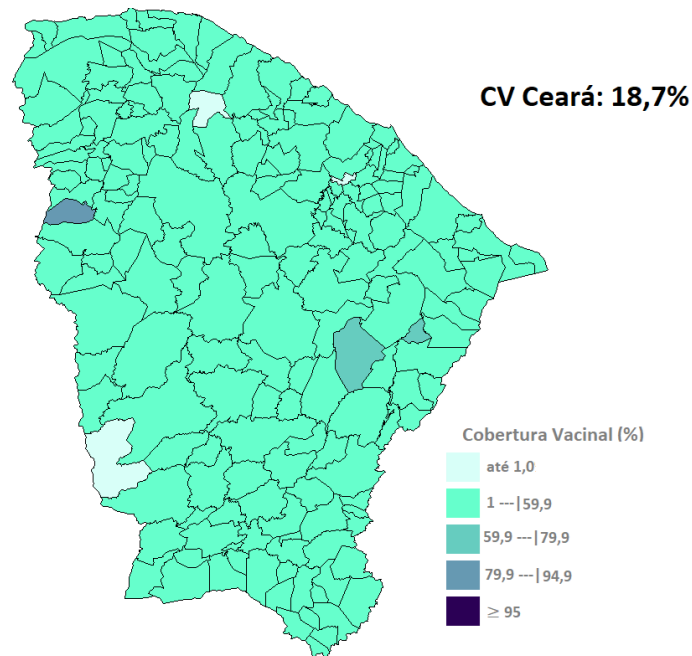 CV Ceará: 18,7%
Cobertura Vacinal (%)
até 1,0
1 ---|59,9
59,9 ---|79,9
79,9 ---| 94,9
≥ 95